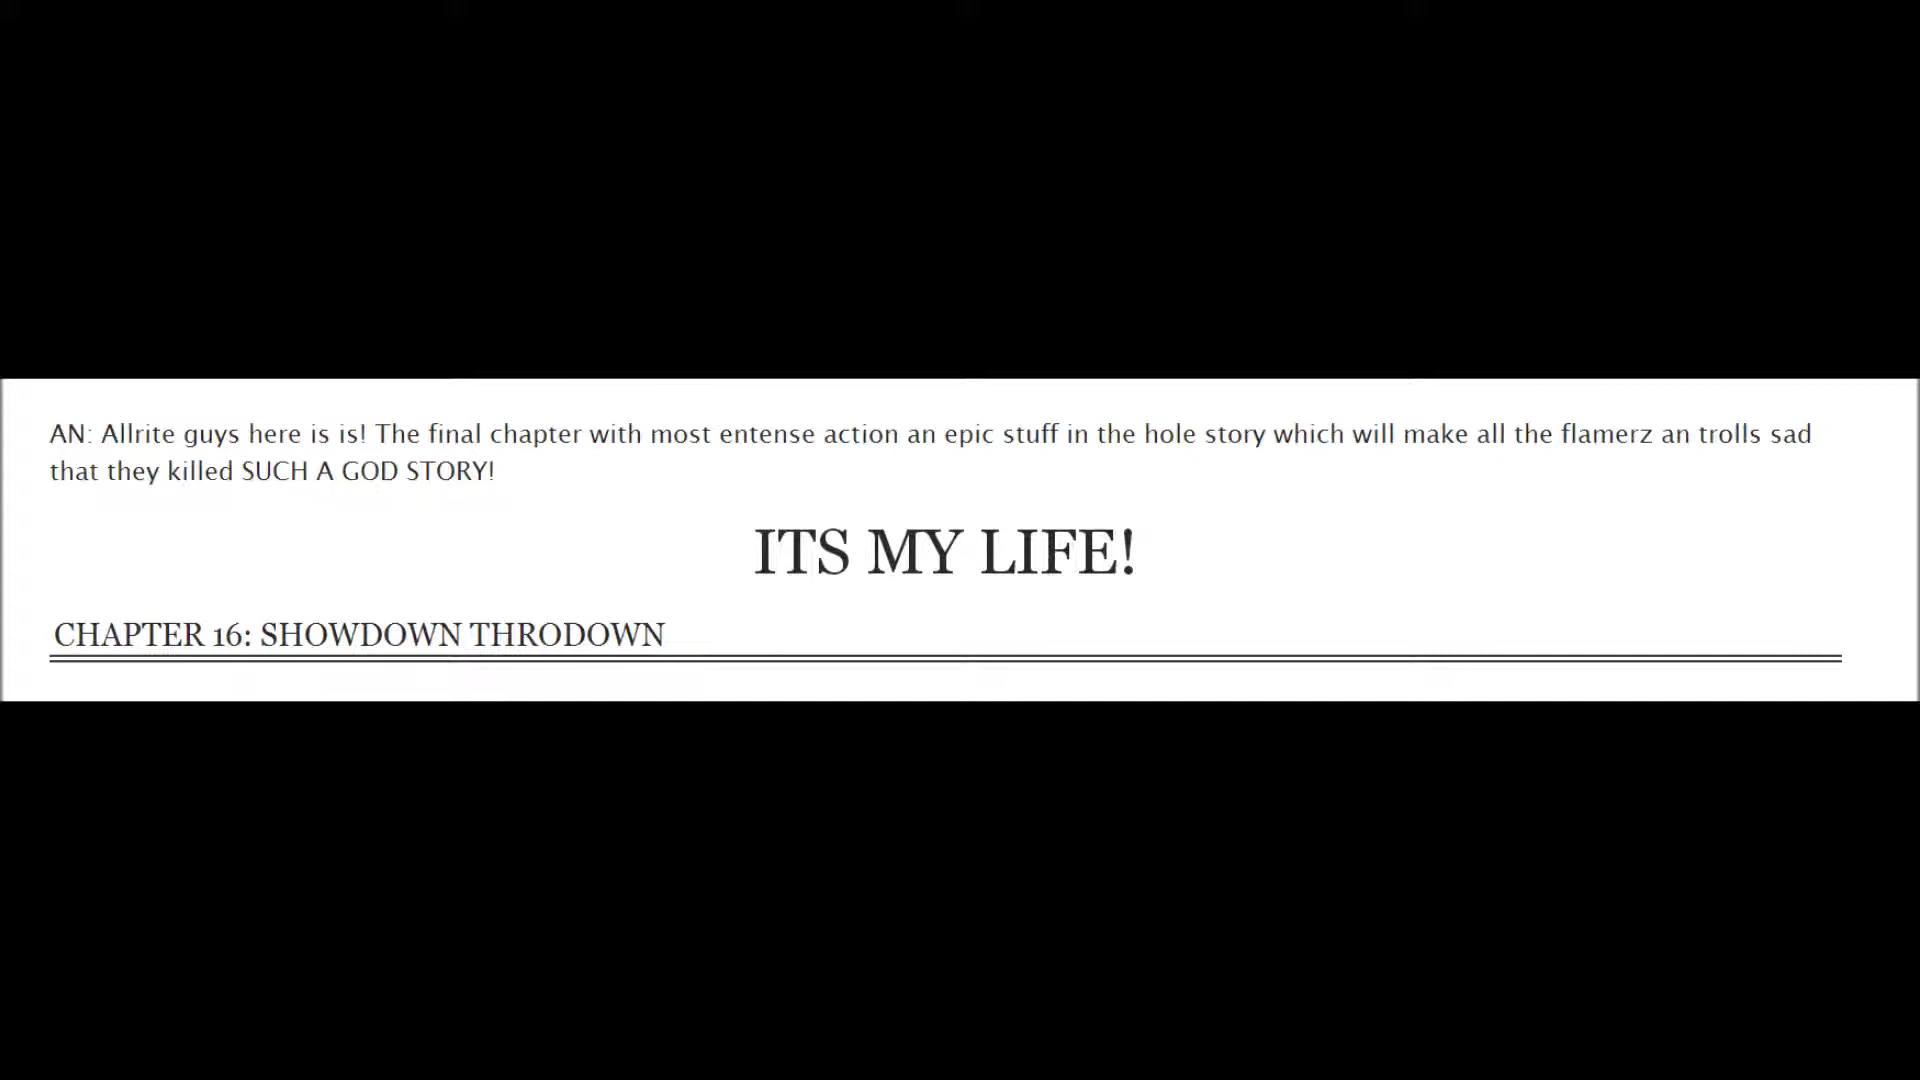 AN: Allrite guys here is is! The final chapter with most entense action an epic stuff in the hole story which will make all the flamerz an trolls sad
that they killed SUCH A GOD STORY!
ITS MY LIFE!
CHAPTER 16: SHOWDOWN THRODOWN